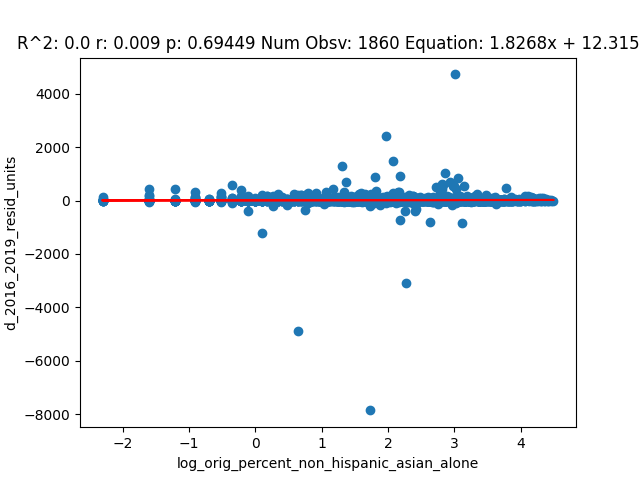 R^2: 0.0 r: 0.009 p: 0.69449 Num Obsv: 1860 Equation: 1.8268x + 12.315
4000
2000
0
−2000
−4000
−6000
−8000
d_2016_2019_resid_units
−2 −1 0 1 2 3 4
log_orig_percent_non_hispanic_asian_alone